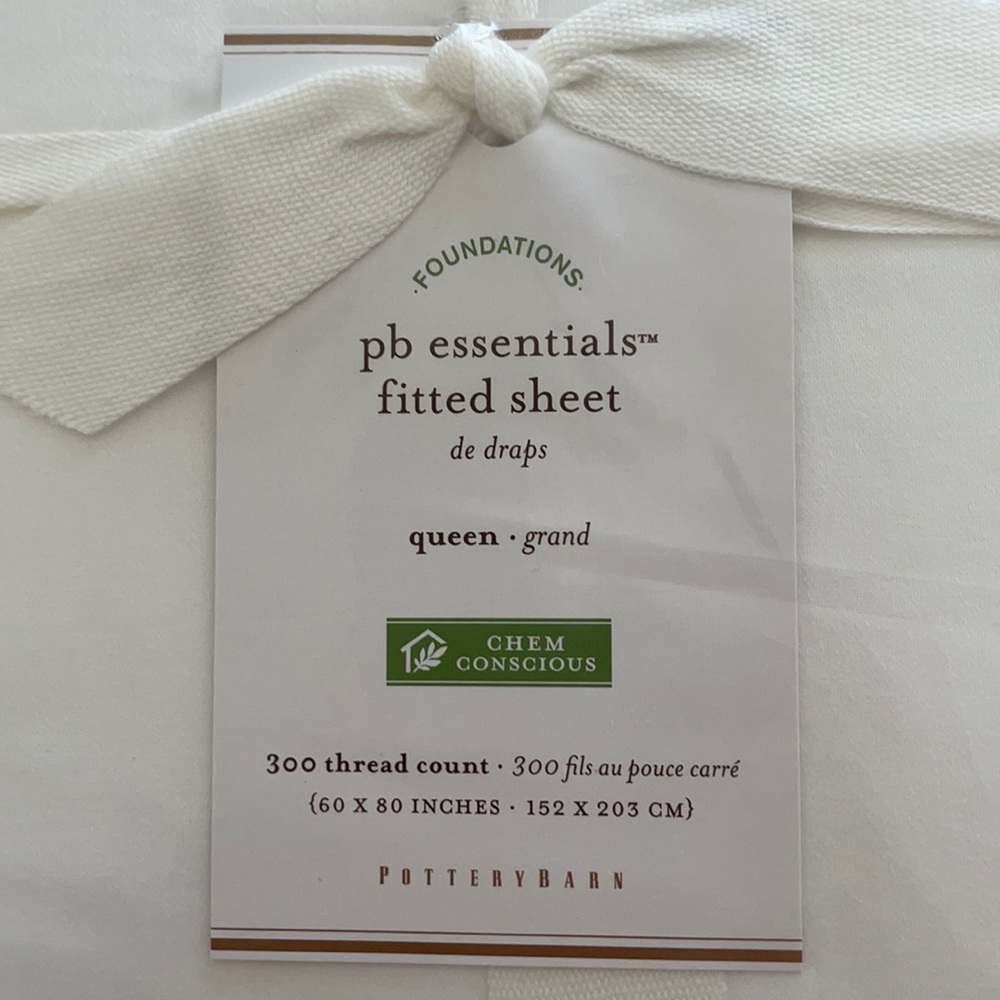 ·FOUNDATIONS·
pb essentials™
fitted sheet
de draps
queen · grand
CHEM
CONSCIOUS
300 thread count · 300 fils au pouce carré
{60 X 80 INCHES · 152 X 203 CM}
POTTERYBARN